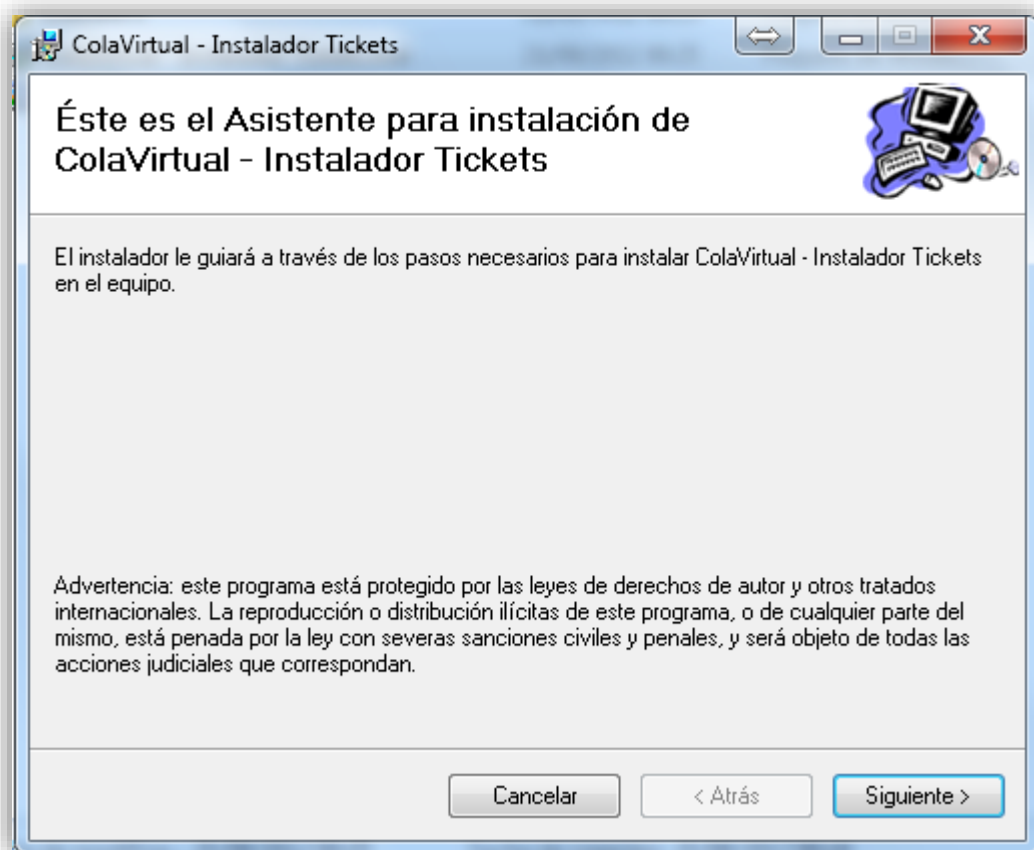 ColaVirtual - Instalador Tickets
Éste es el Asistente para instalación de
ColaVirtual - Instalador Tickets
El instalador le guiará a través de los pasos necesarios para instalar ColaVirtual - Instalador Tickets
en el equipo.
Advertencia: este programa está protegido por las leyes de derechos de autor y otros tratados
internacionales. La reproducción o distribución ilícitas de este programa, o de cualquier parte del
mismo, está penada por la ley con severas sanciones civiles y penales, y será objeto de todas las
acciones judiciales que correspondan.
Cancelar < Atrás Siguiente >